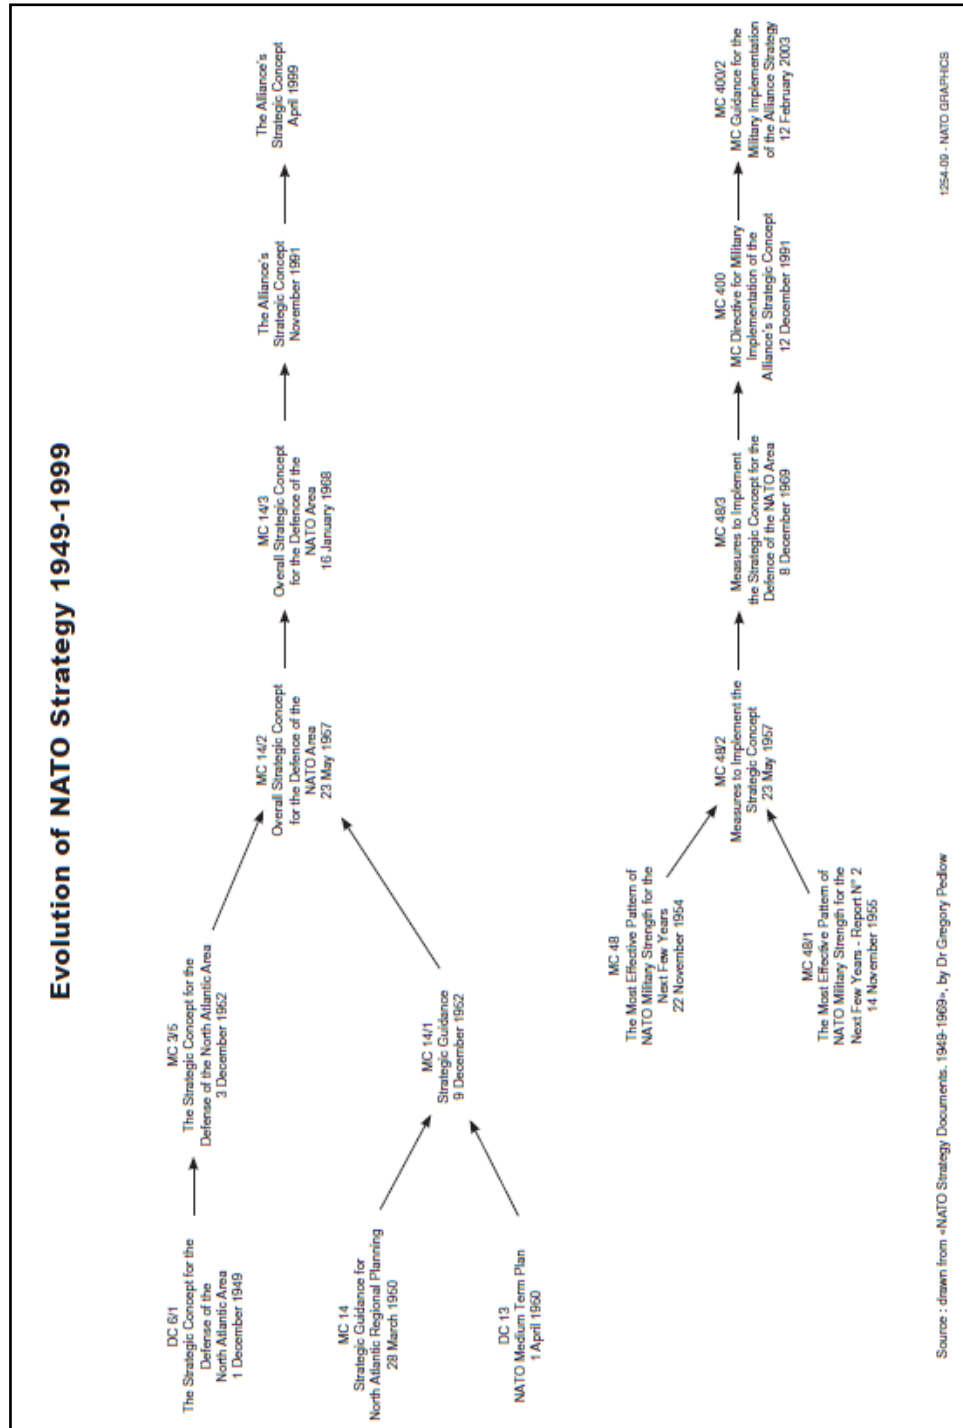 Evolution of NATO Strategy 1949-1999
DC 6/1
The Strategic Concept for the
Defense of the
North Atlantic Area
1 December 1949
MC 3/5
The Strategic Concept for the
Defense of the North Atlantic Area
3 December 1952
MC 14
Strategic Guidance for
North Atlantic Regional Planning
28 March 1950
DC 13
NATO Medium Term Plan
1 April 1950
MC 14/1
Strategic Guidance
9 December 1952
MC 14/2
Overall Strategic Concept
for the Defence of the
NATO Area
23 May 1957
MC 14/3
Overall Strategic Concept
for the Defence of the
NATO Area
16 January 1968
The Alliance's
Strategic Concept
November 1991
The Alliance's
Strategic Concept
April 1999
MC 48
The Most Effective Pattern of
NATO Military Strength for the
Next Few Years
22 November 1954
MC 48/1
The Most Effective Pattern of
NATO Military Strength for the
Next Few Years - Report N° 2
14 November 1955
MC 48/2
Measures to Implement the
Strategic Concept
23 May 1957
MC 48/3
Measures to Implement
the Strategic Concept for the
Defence of the NATO Area
8 December 1969
MC 400
MC Directive for Military
Implementation of the
Alliance's Strategic Concept
12 December 1991
MC 400/2
MC Guidance for the
Military Implementation
of the Alliance Strategy
12 February 2003
Source : drawn from «NATO Strategy Documents, 1949-1969», by Dr Gregory Pedlow
1254-09 - NATO GRAPHICS